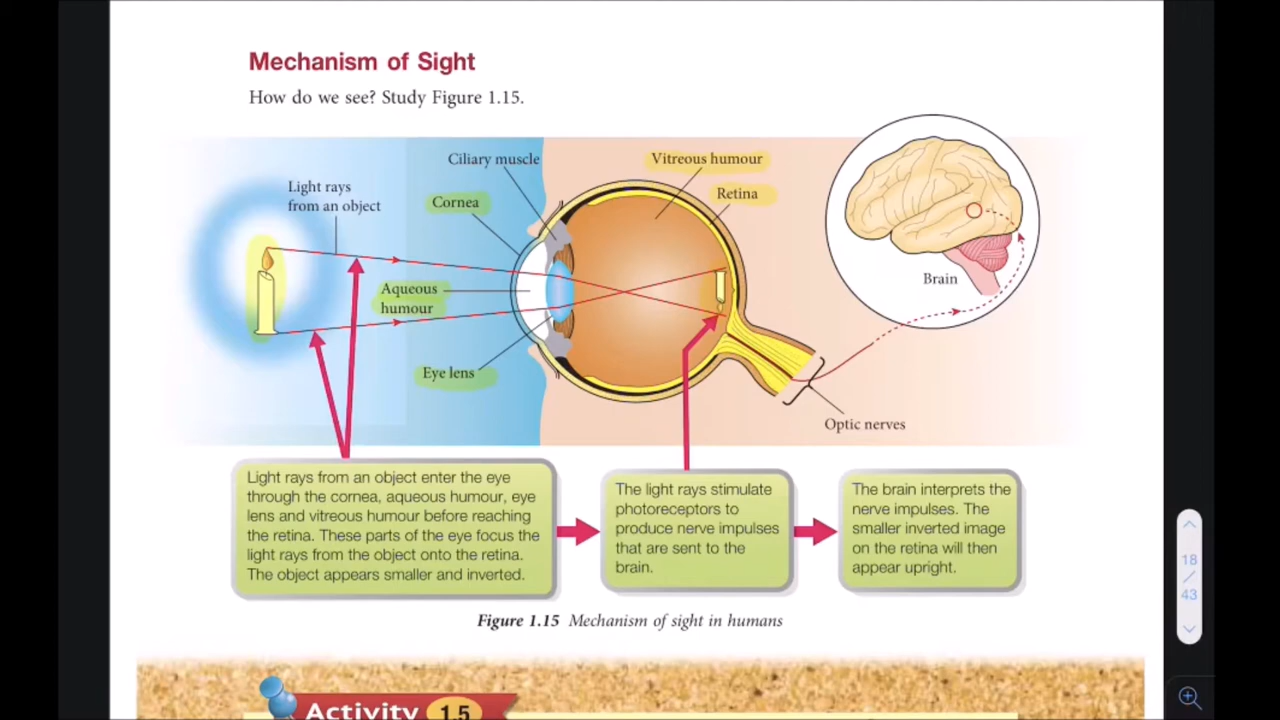 Mechanism of Sight
How do we see? Study Figure 1.15.
Ciliary muscle
Vitreous humour
Light rays
from an object
Cornea
Retina
Aqueous
humour
Brain
Eye lens
Optic nerves
Light rays from an object enter the eye
through the cornea, aqueous humour, eye
lens and vitreous humour before reaching
the retina. These parts of the eye focus the
light rays from the object onto the retina.
The object appears smaller and inverted.
The light rays stimulate
photoreceptors to
produce nerve impulses
that are sent to the
brain.
The brain interprets the
nerve impulses. The
smaller inverted image
on the retina will then
appear upright.
Figure 1.15 Mechanism of sight in humans
18
/
43
Activity 1.5